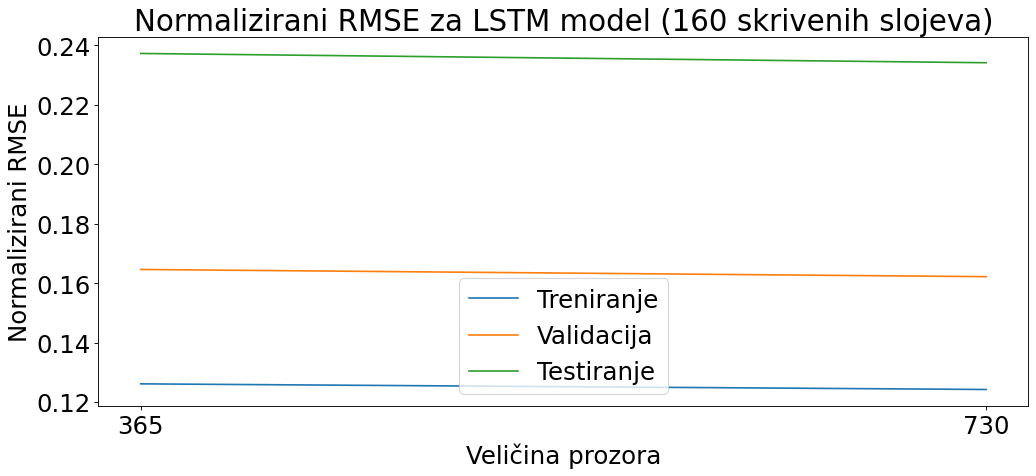 Normalizirani RMSE za LSTM model (160 skrivenih slojeva)
Normalizirani RMSE
0.24
0.22
0.20
0.18
0.16
0.14
0.12
Treniranje
Validacija
Testiranje
365
730
Veličina prozora